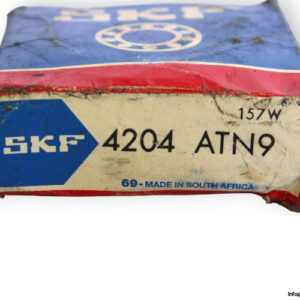 SKF
157W
SKF 4204 ATN9
69-MADE IN SOUTH AFRICA